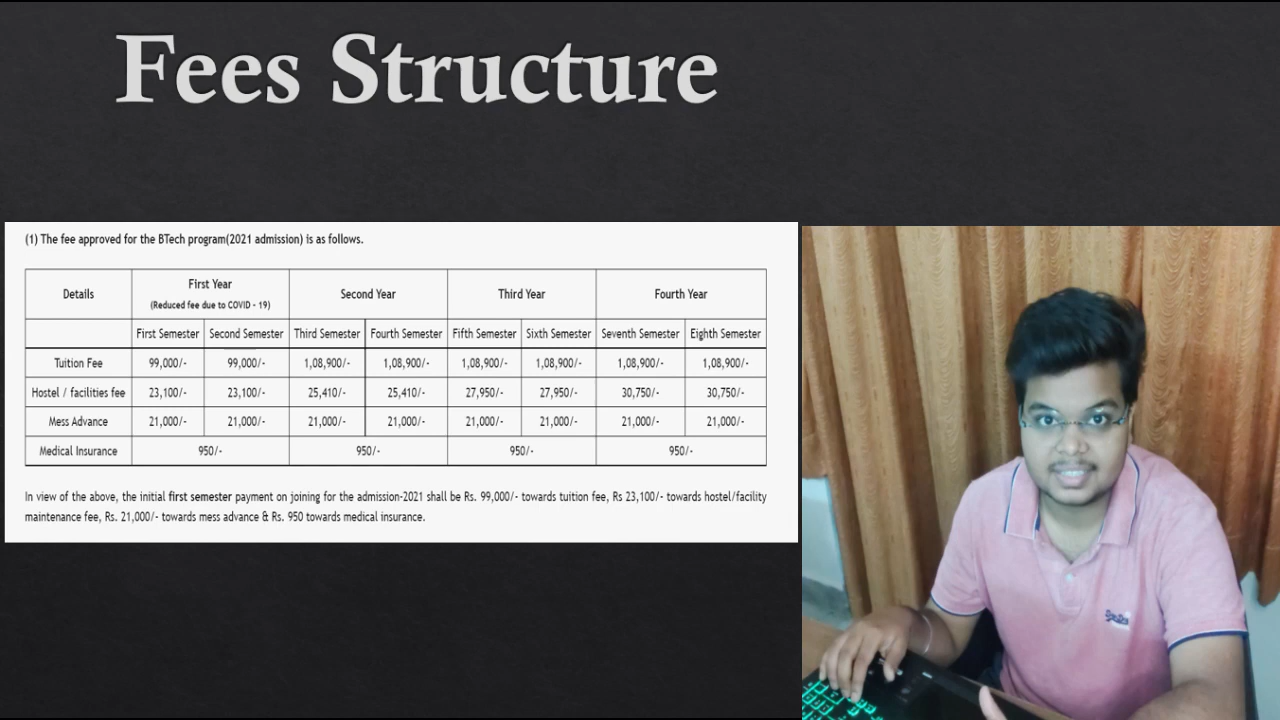 Fees Structure
(1) The fee approved for the BTech program(2021 admission) is as follows.
Details First Year Second Year Third Year Fourth Year
(Reduced fee due to COVID - 19)
First Semester Second Semester Third Semester Fourth Semester Fifth Semester Sixth Semester Seventh Semester Eighth Semester
Tuition Fee 99,000/- 99,000/- 1,08,900/- 1,08,900/- 1,08,900/- 1,08,900/- 1,08,900/- 1,08,900/-
Hostel / facilities fee 23,100/- 23,100/- 25,410/- 25,410/- 27,950/- 27,950/- 30,750/- 30,750/-
Mess Advance 21,000/- 21,000/- 21,000/- 21,000/- 21,000/- 21,000/- 21,000/- 21,000/-
Medical Insurance 950/- 950/- 950/- 950/-
In view of the above, the initial first semester payment on joining for the admission-2021 shall be Rs. 99,000/- towards tuition fee, Rs 23,100/- towards hostel/facility
maintenance fee, Rs. 21,000/- towards mess advance & Rs. 950 towards medical insurance.